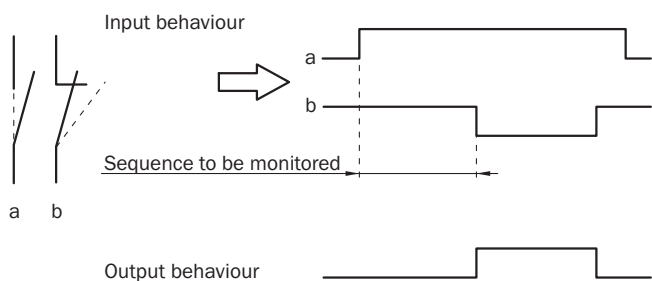 Input behaviour
a
b
Sequence to be monitored
a b
Output behaviour